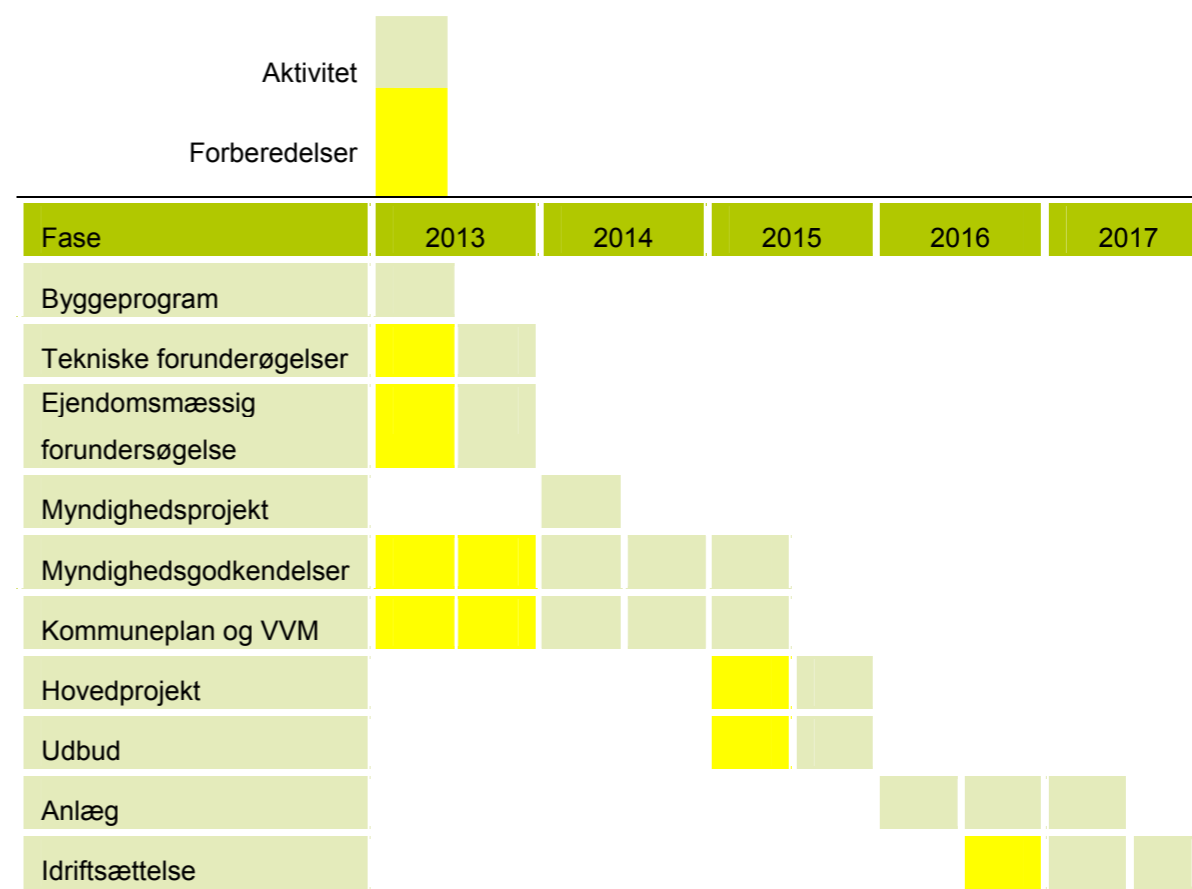 Aktivitet
Forberedelser
Fase 2013 2014 2015 2016 2017
Byggeprogram
Tekniske forunderøgelser
Ejendomsmæssig
forundersøgelse
Myndighedsprojekt
Myndighedsgodkendelser
Kommuneplan og VVM
Hovedprojekt
Udbud
Anlæg
Idriftsættelse